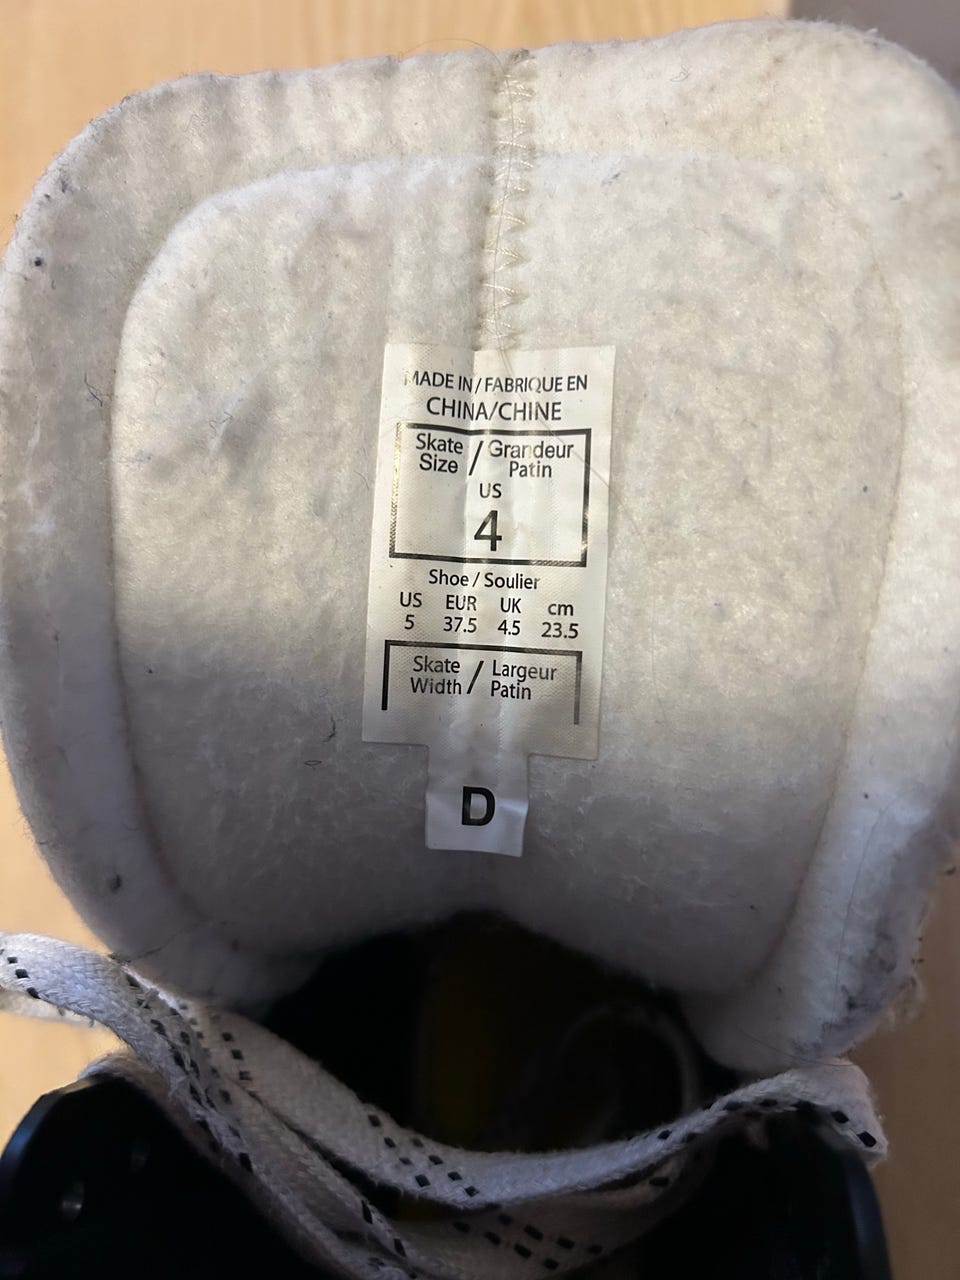 MADE IN / FABRIQUE EN
CHINA/CHINE
Skate Size / Grandeur Patin
US
4
Shoe / Soulier
US EUR UK cm
5 37.5 4.5 23.5
Skate Width / Largeur Patin
D